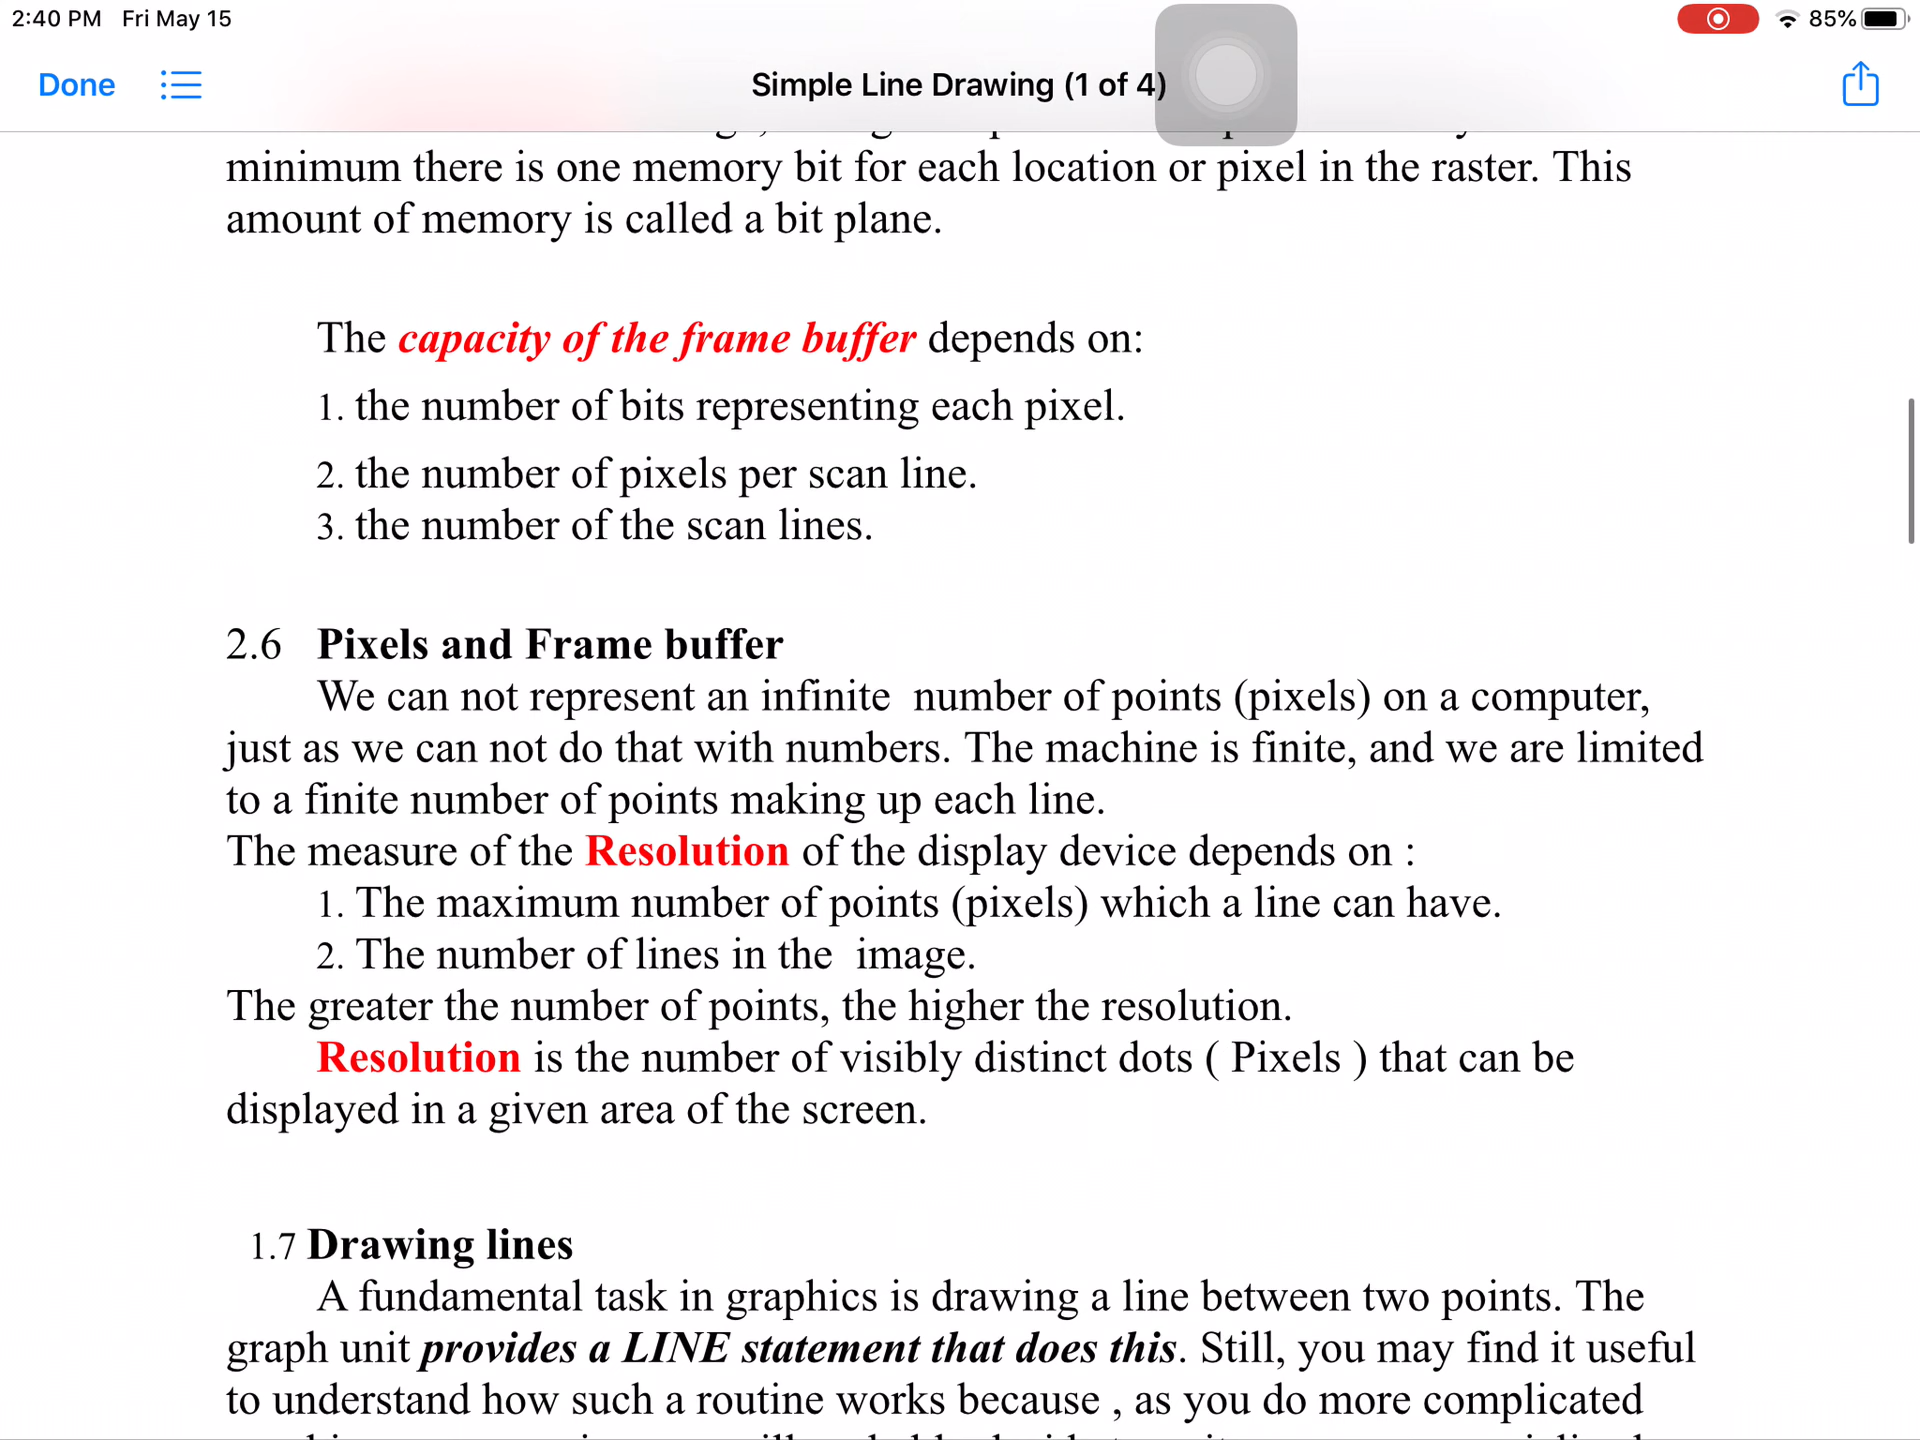 2:40 PM Fri May 15
85%
Done
Simple Line Drawing (1 of 4)
minimum there is one memory bit for each location or pixel in the raster. This
amount of memory is called a bit plane.
The capacity of the frame buffer depends on:
1. the number of bits representing each pixel.
2. the number of pixels per scan line.
3. the number of the scan lines.
2.6 Pixels and Frame buffer
We can not represent an infinite number of points (pixels) on a computer,
just as we can not do that with numbers. The machine is finite, and we are limited
to a finite number of points making up each line.
The measure of the Resolution of the display device depends on :
1. The maximum number of points (pixels) which a line can have.
2. The number of lines in the image.
The greater the number of points, the higher the resolution.
Resolution is the number of visibly distinct dots ( Pixels ) that can be
displayed in a given area of the screen.
1.7 Drawing lines
A fundamental task in graphics is drawing a line between two points. The
graph unit provides a LINE statement that does this. Still, you may find it useful
to understand how such a routine works because , as you do more complicated